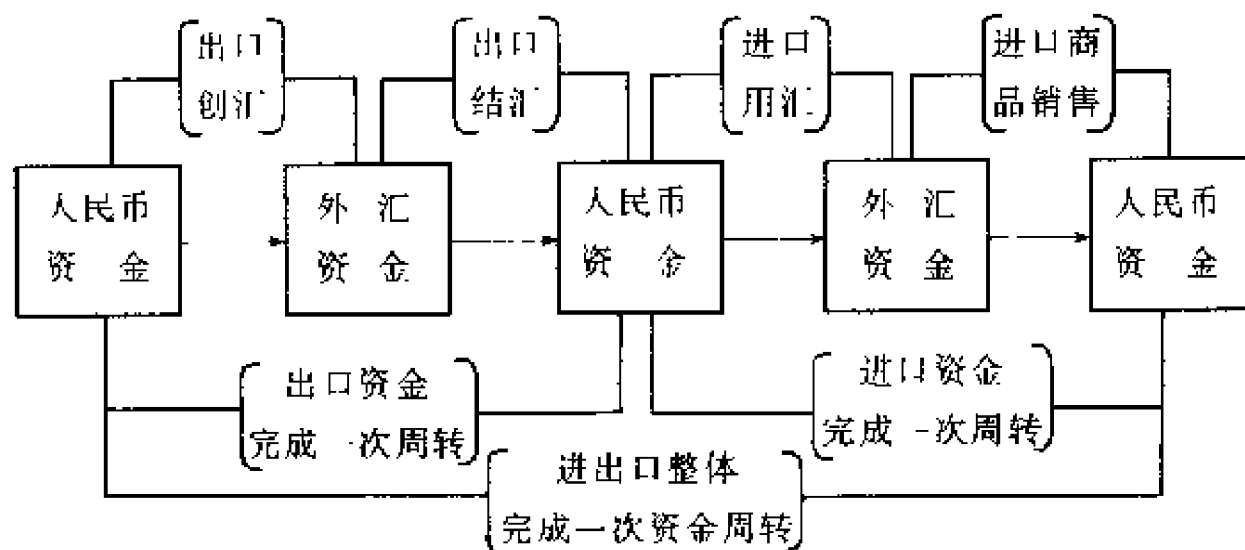 出口
创汇
出口
结汇
进口
用汇
进口商
品销售
人民币
资金
外汇
资金
人民币
资金
外汇
资金
人民币
资金
出口资金
完成一次周转
进口资金
完成一次周转
进出口整体
完成一次资金周转